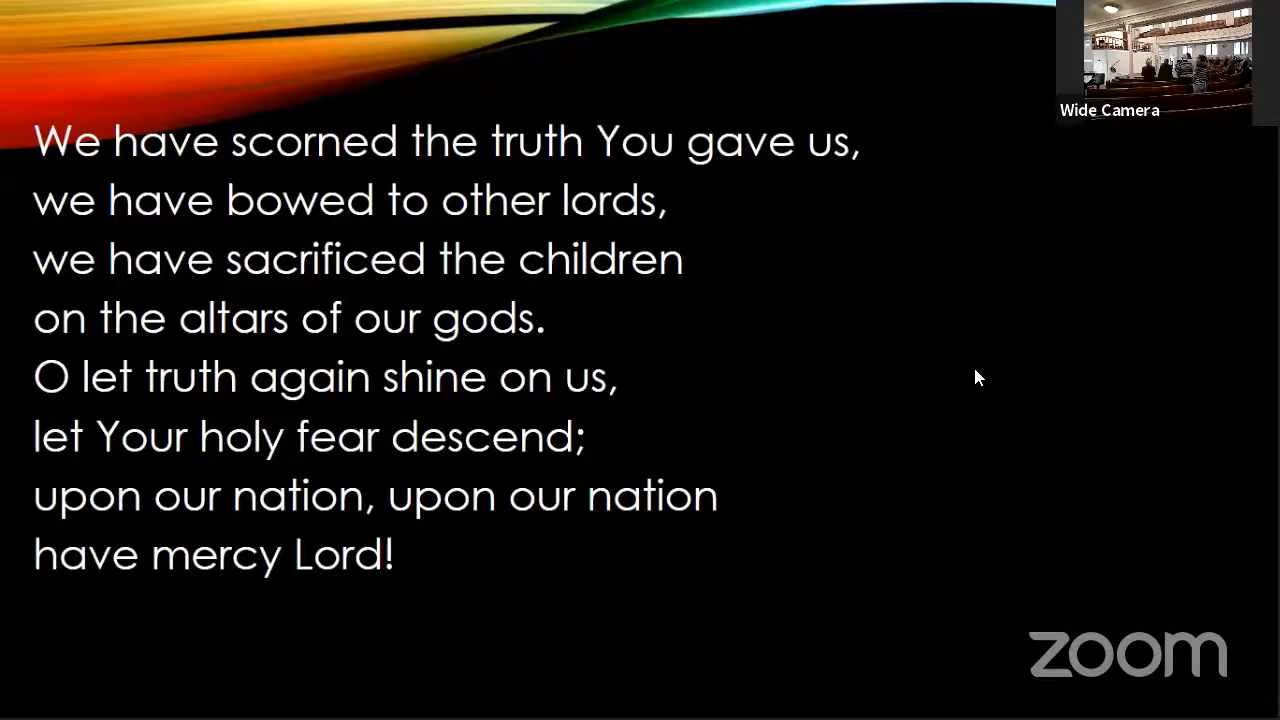 Wide Camera
We have scorned the truth You gave us,
we have bowed to other lords,
we have sacrificed the children
on the altars of our gods.
O let truth again shine on us,
let Your holy fear descend;
upon our nation, upon our nation
have mercy Lord!
zoom